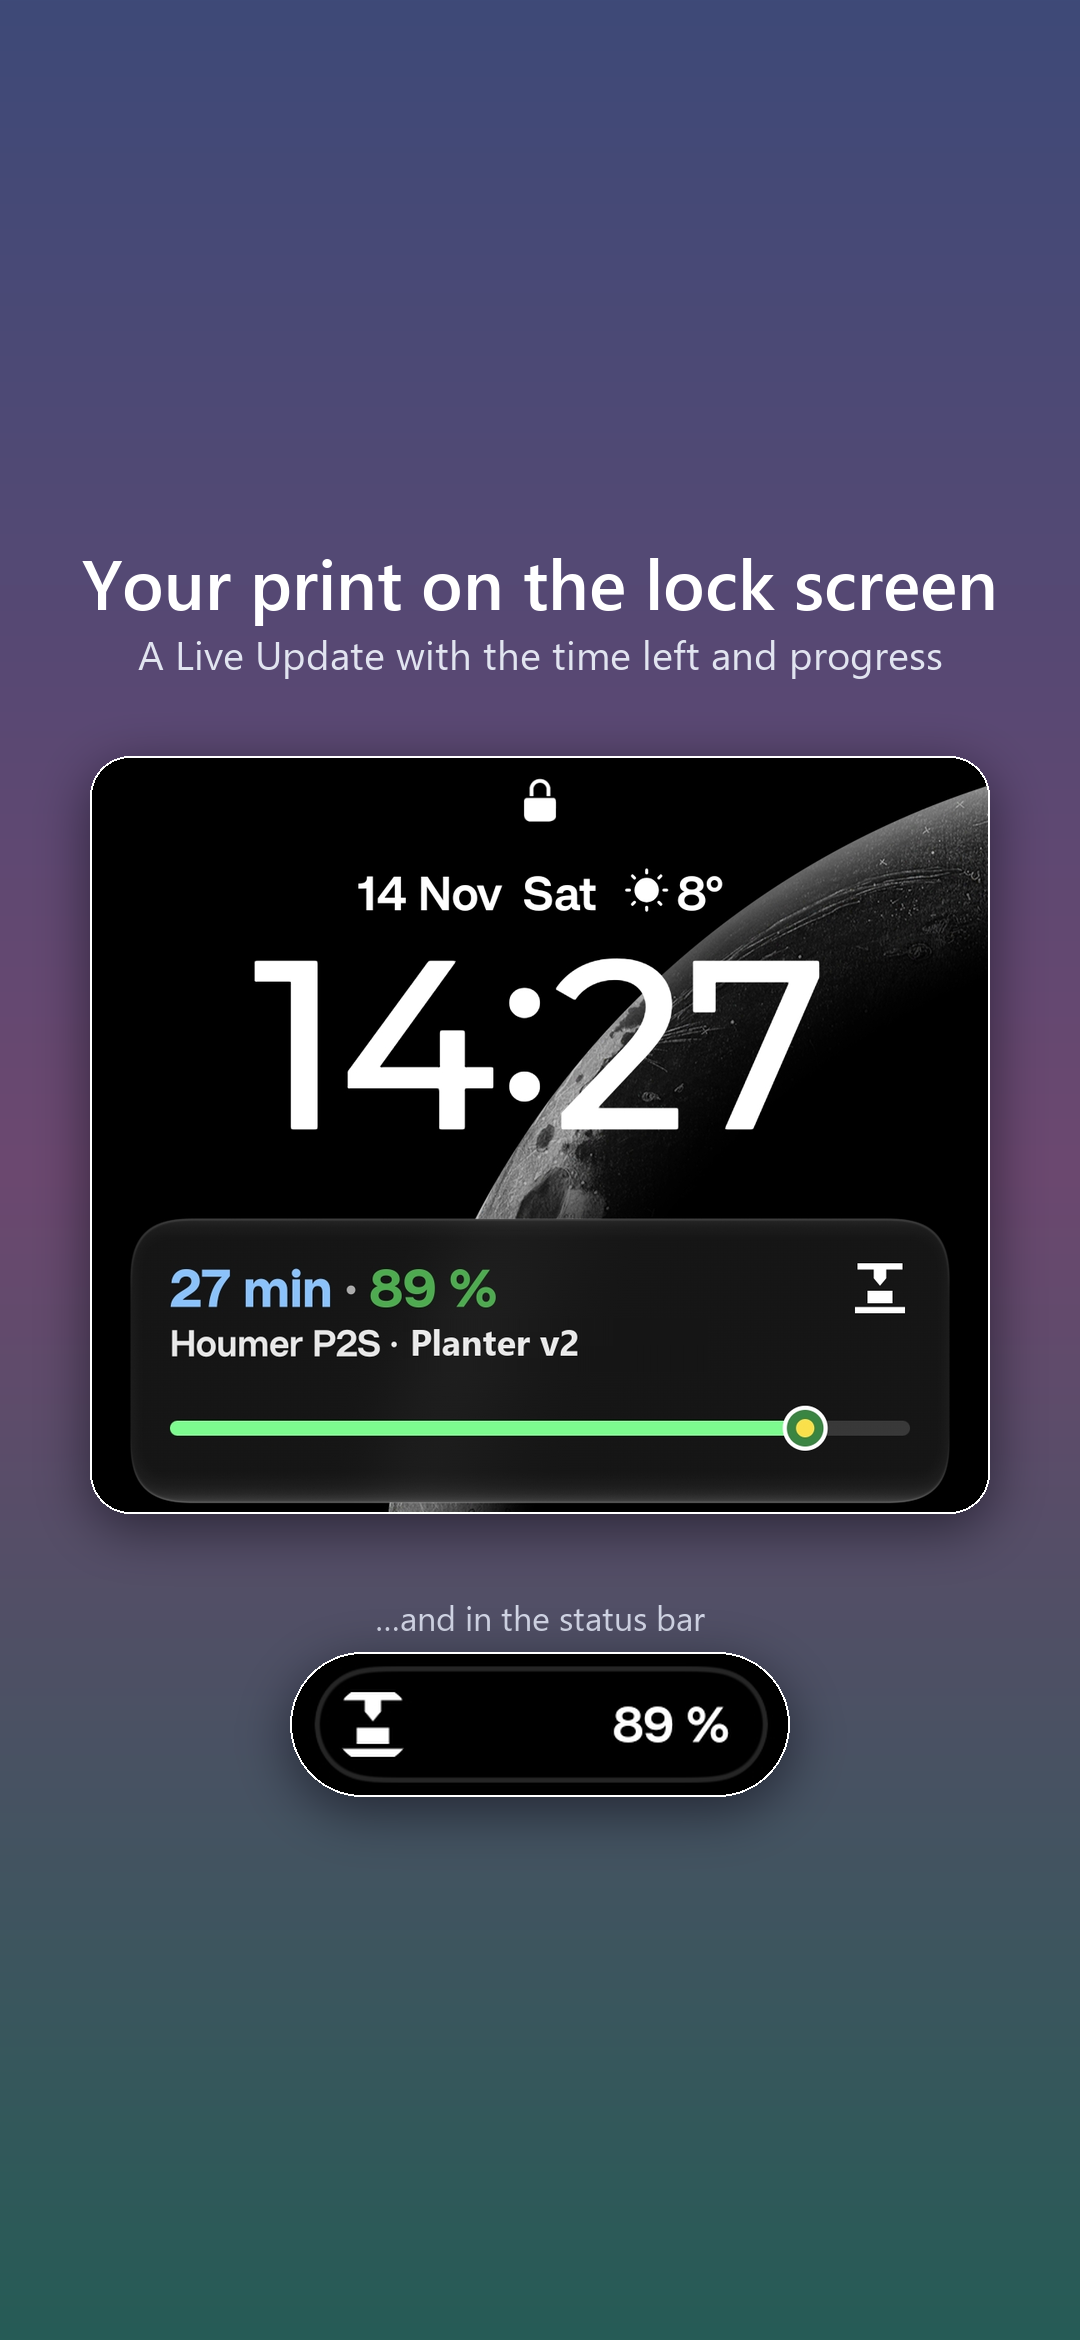 Your print on the lock screen
A Live Update with the time left and progress
14 Nov Sat 8°
14:27
27 min · 89 %
Houmer P2S · Planter v2
...and in the status bar
89 %